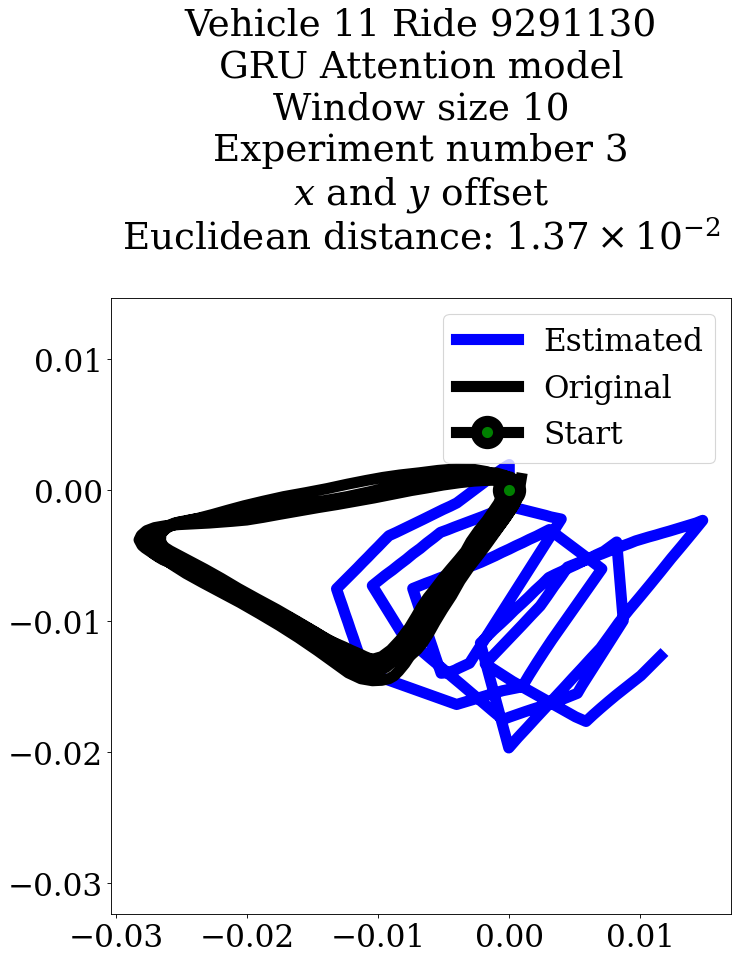 Vehicle 11 Ride 9291130
GRU Attention model
Window size 10
Experiment number 3
x and y offset
Euclidean distance: 1.37 × 10⁻²
Estimated
Original
Start
0.01
0.00
−0.01
−0.02
−0.03
−0.03 −0.02 −0.01 0.00 0.01